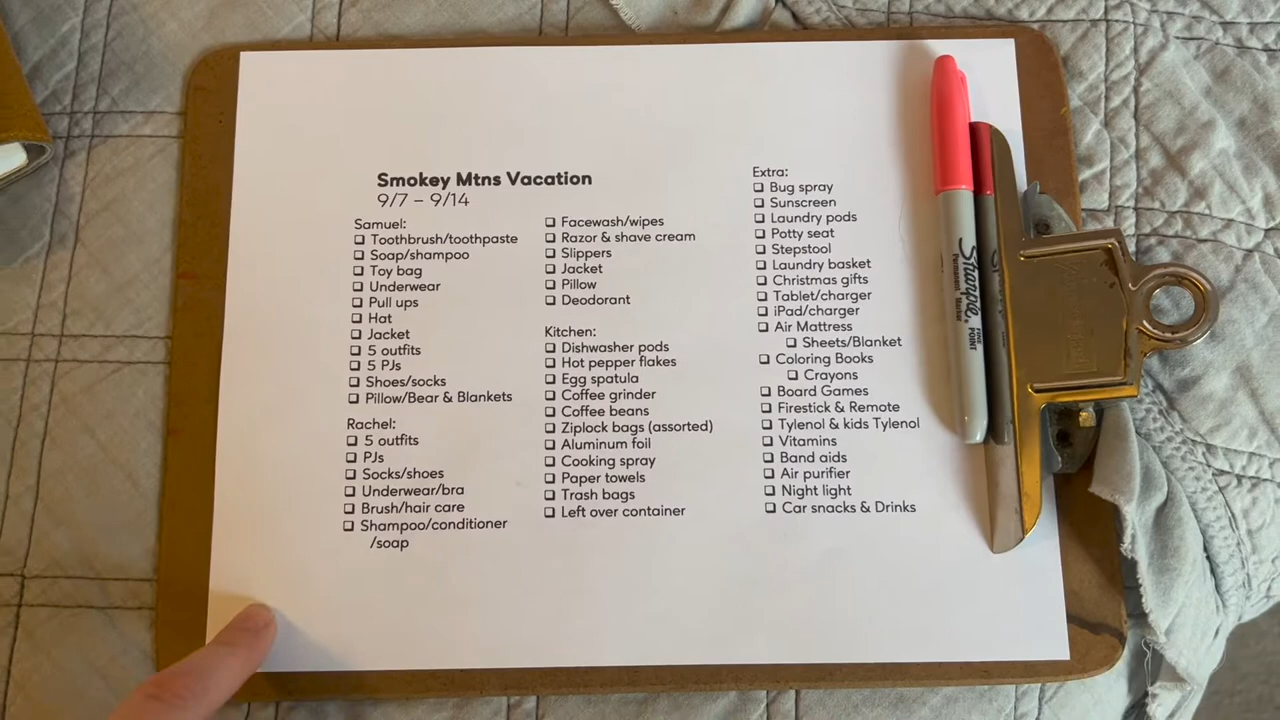 Smokey Mtns Vacation
9/7 – 9/14
Samuel:
Toothbrush/toothpaste
Soap/shampoo
Toy bag
Underwear
Pull ups
Hat
Jacket
5 outfits
5 PJs
Shoes/socks
Pillow/Bear & Blankets
Rachel:
5 outfits
PJs
Socks/shoes
Underwear/bra
Brush/hair care
Shampoo/conditioner
/soap
Facewash/wipes
Razor & shave cream
Slippers
Jacket
Pillow
Deodorant
Kitchen:
Dishwasher pods
Hot pepper flakes
Egg spatula
Coffee grinder
Coffee beans
Ziplock bags (assorted)
Aluminum foil
Cooking spray
Paper towels
Trash bags
Left over container
Extra:
Bug spray
Sunscreen
Laundry pods
Potty seat
Stepstool
Laundry basket
Christmas gifts
Tablet/charger
iPad/charger
Air Mattress
Sheets/Blanket
Coloring Books
Crayons
Board Games
Firestick & Remote
Tylenol & kids Tylenol
Vitamins
Band aids
Air purifier
Night light
Car snacks & Drinks
Sharpie
FINE POINT
Permanent Marker